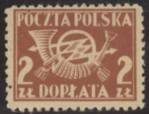 POCZTA POLSKA
2 2
ZŁ ZŁ
DOPŁATA